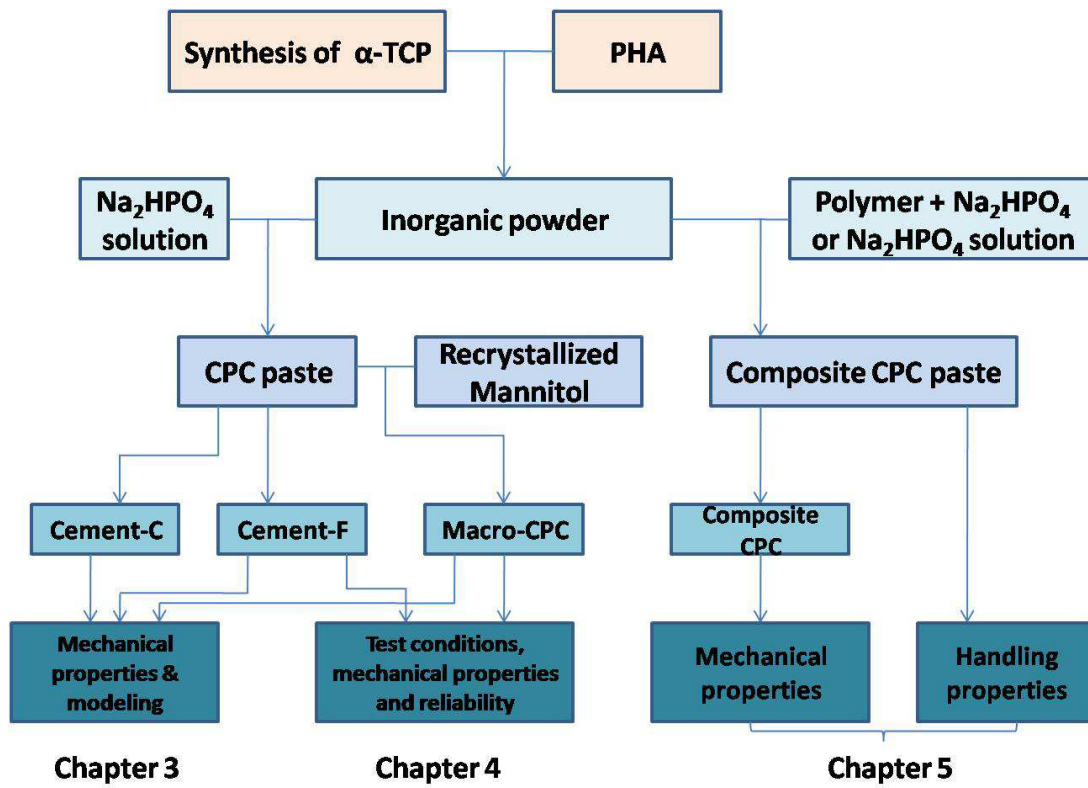 Synthesis of α-TCP
PHA
Na₂HPO₄
solution
Inorganic powder
Polymer + Na₂HPO₄
or Na₂HPO₄ solution
CPC paste
Recrystallized
Mannitol
Composite CPC paste
Cement-C
Cement-F
Macro-CPC
Composite
CPC
Mechanical
properties &
modeling
Test conditions,
mechanical properties
and reliability
Mechanical
properties
Handling
properties
Chapter 3
Chapter 4
Chapter 5